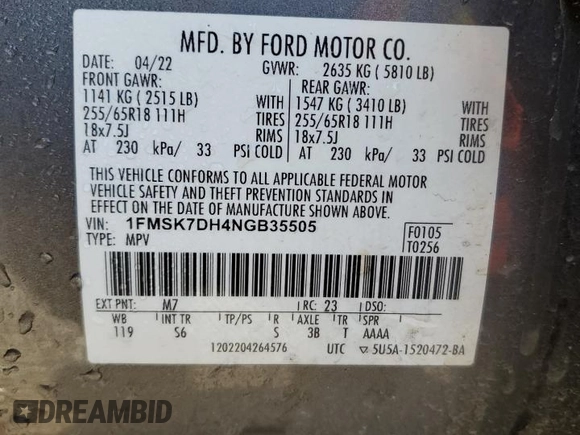 MFD. BY FORD MOTOR CO.
DATE: 04/22 GVWR: 2635 KG ( 5810 LB)
FRONT GAWR: REAR GAWR:
1141 KG ( 2515 LB) WITH 1547 KG ( 3410 LB) WITH
255/65R18 111H TIRES 255/65R18 111H TIRES
18x7.5J RIMS 18x7.5J RIMS
AT 230 kPa/ 33 PSI COLD AT 230 kPa/ 33 PSI COLD
THIS VEHICLE CONFORMS TO ALL APPLICABLE FEDERAL MOTOR
VEHICLE SAFETY AND THEFT PREVENTION STANDARDS IN
EFFECT ON THE DATE OF MANUFACTURE SHOWN ABOVE.
VIN: 1FMSK7DH4NGB35505 F0105
TYPE: MPV T0256
EXT PNT: M7 RC: 23 DSO:
WB INT TR TP/PS R AXLE TR SPR
119 S6 S 3B T AAAA
1202204264576 UTC 5U5A-1520472-BA
DREAMBID